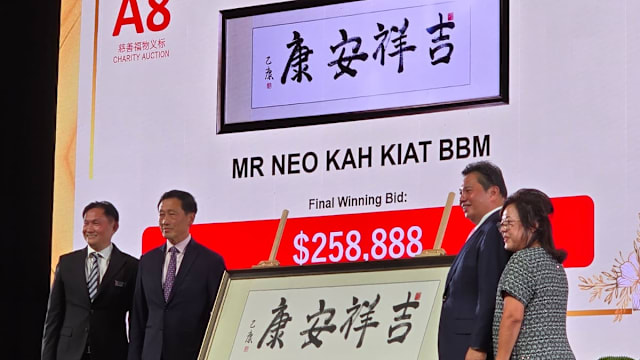 A8
慈善福物义标
CHARITY AUCTION
吉祥安康
乙康
MR NEO KAH KIAT BBM
Final Winning Bid:
$258,888
吉祥安康
乙康